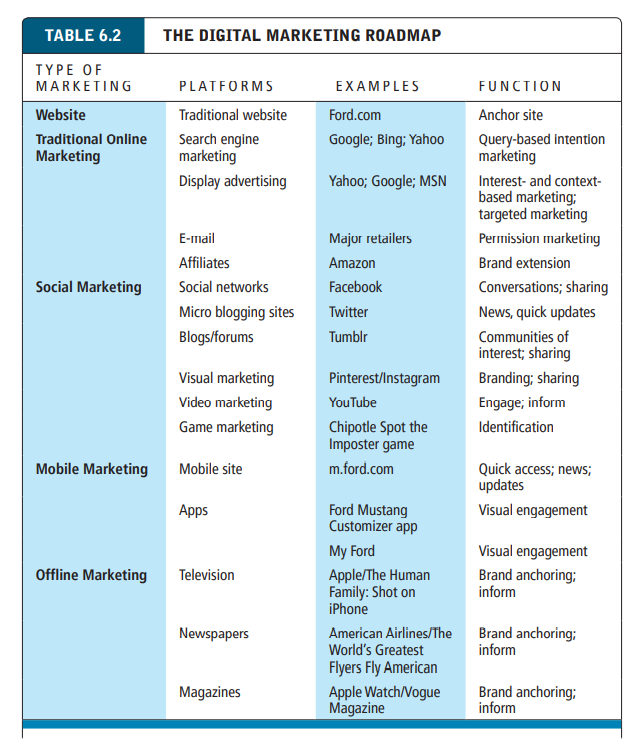 TABLE 6.2 THE DIGITAL MARKETING ROADMAP
TYPE OF
MARKETING PLATFORMS EXAMPLES FUNCTION
Website Traditional website Ford.com Anchor site
Traditional Online Search engine Google; Bing; Yahoo Query-based intention
Marketing marketing marketing
Display advertising Yahoo; Google; MSN Interest- and context-
based marketing;
targeted marketing
E-mail Major retailers Permission marketing
Affiliates Amazon Brand extension
Social Marketing Social networks Facebook Conversations; sharing
Micro blogging sites Twitter News, quick updates
Blogs/forums Tumblr Communities of
interest; sharing
Visual marketing Pinterest/Instagram Branding; sharing
Video marketing YouTube Engage; inform
Game marketing Chipotle Spot the Identification
Imposter game
Mobile Marketing Mobile site m.ford.com Quick access; news;
updates
Apps Ford Mustang Visual engagement
Customizer app
My Ford Visual engagement
Offline Marketing Television Apple/The Human Brand anchoring;
Family: Shot on inform
iPhone
Newspapers American Airlines/The Brand anchoring;
World's Greatest inform
Flyers Fly American
Magazines Apple Watch/Vogue Brand anchoring;
Magazine inform